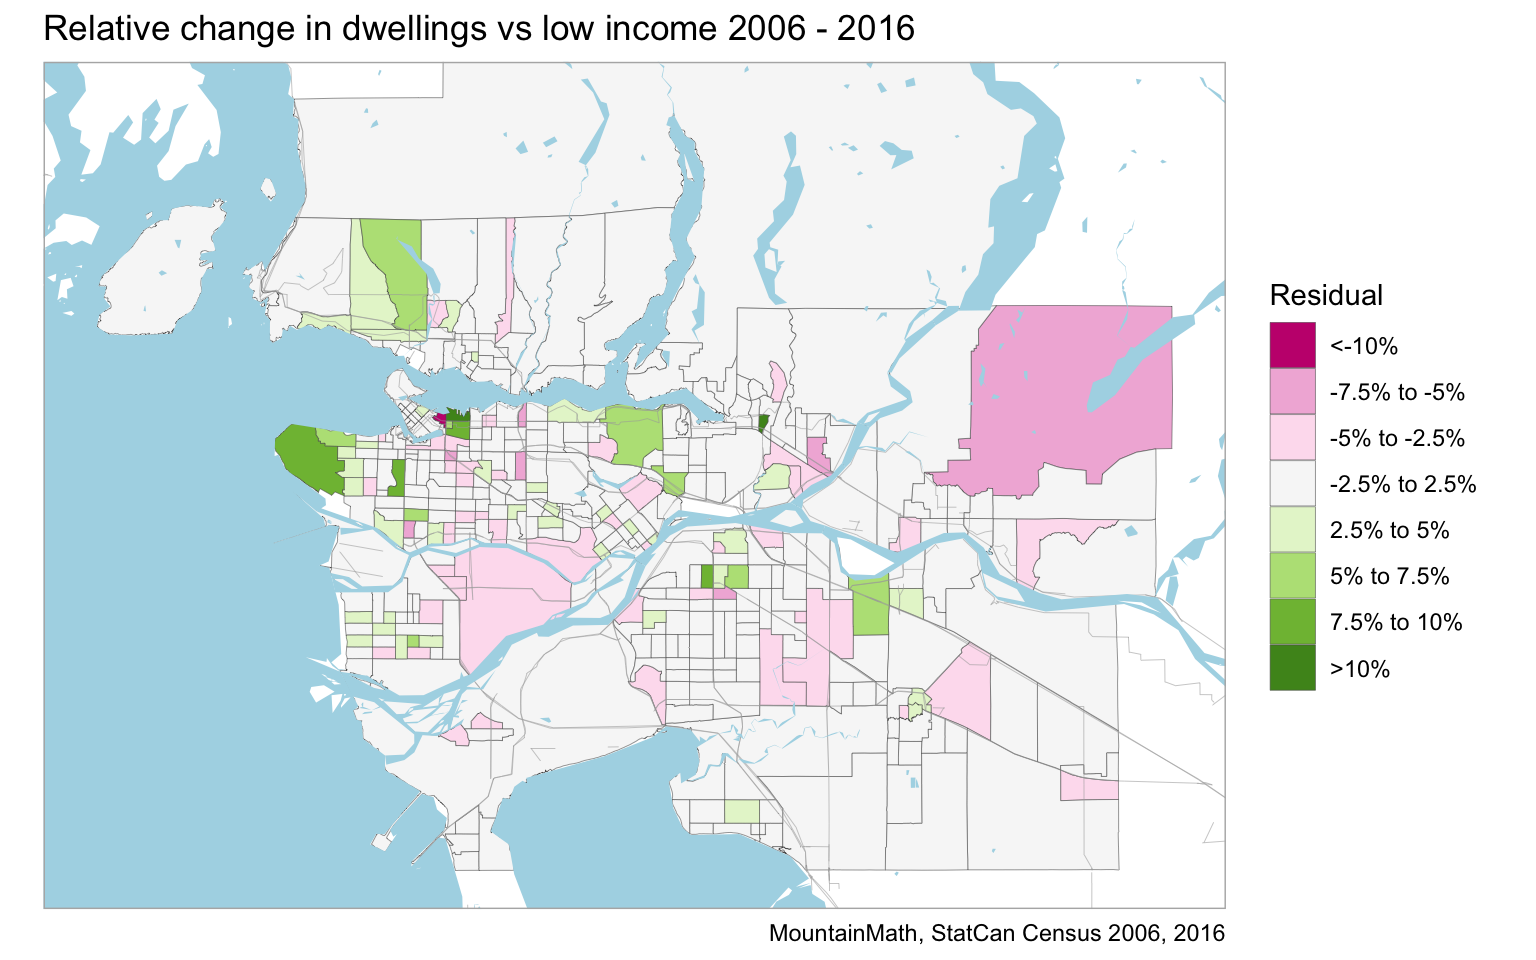 Relative change in dwellings vs low income 2006 - 2016
Residual
<-10%
-7.5% to -5%
-5% to -2.5%
-2.5% to 2.5%
2.5% to 5%
5% to 7.5%
7.5% to 10%
>10%
MountainMath, StatCan Census 2006, 2016